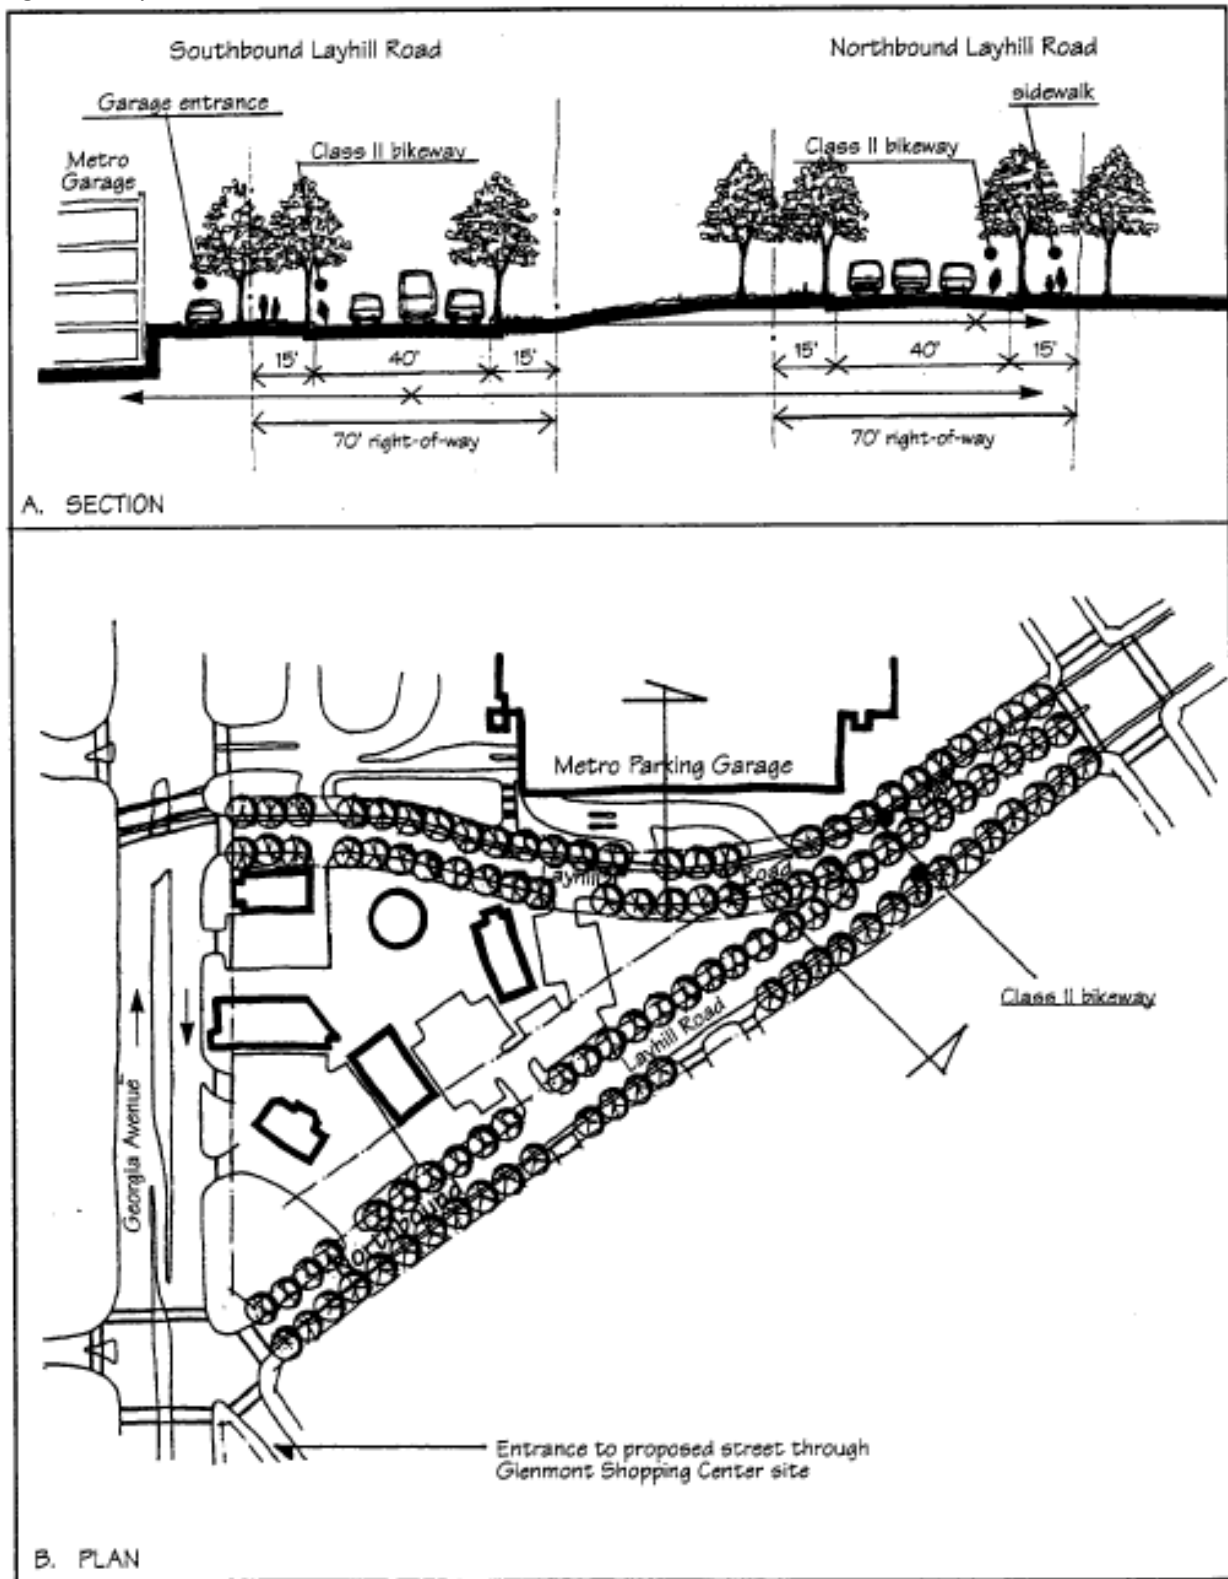 Southbound Layhill Road
Northbound Layhill Road
Garage entrance
sidewalk
Metro
Garage
Class II bikeway
Class II bikeway
15'
40'
15'
15'
40'
15'
70' right-of-way
70' right-of-way
A. SECTION
Metro Parking Garage
Layhill
Road
Class II bikeway
Layhill Road
Georgia Avenue
Northbound
Entrance to proposed street through
Glenmont Shopping Center site
B. PLAN